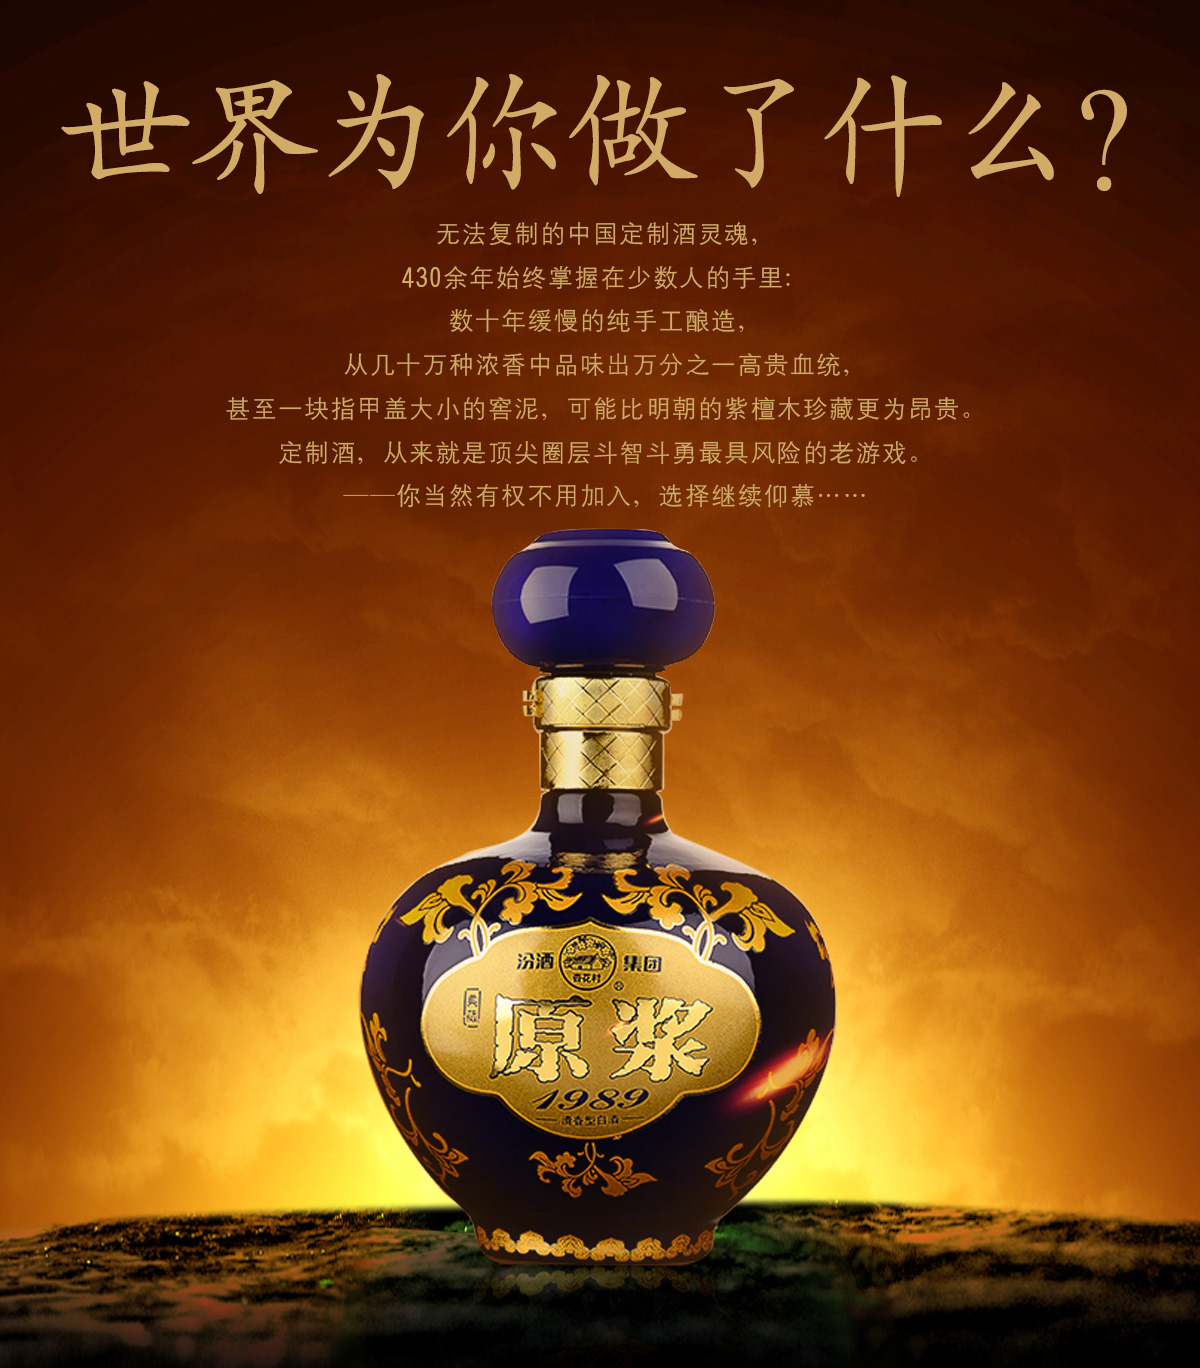 世界为你做了什么?
无法复制的中国定制酒灵魂,
430余年始终掌握在少数人的手里:
数十年缓慢的纯手工酿造,
从几十万种浓香中品味出万分之一高贵血统,
甚至一块指甲盖大小的窖泥,可能比明朝的紫檀木珍藏更为昂贵。
定制酒,从来就是顶尖圈层斗智斗勇最具风险的老游戏。
——你当然有权不用加入,选择继续仰慕……
汾酒 集团
杏花村
®
典藏
原浆
1989
清香型白酒